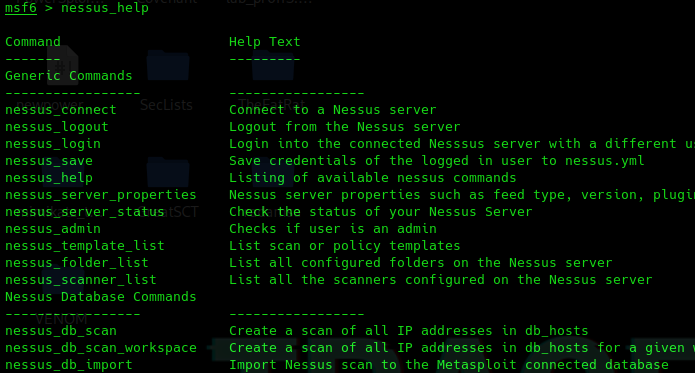 msf6 > nessus_help
Command Help Text
------- ---------
Generic Commands
----------------- -----------------
nessus_connect Connect to a Nessus server
nessus_logout Logout from the Nessus server
nessus_login Login into the connected Nesssus server with a different
nessus_save Save credentials of the logged in user to nessus.yml
nessus_help Listing of available nessus commands
nessus_server_properties Nessus server properties such as feed type, version,
nessus_server_status Check the status of your Nessus Server
nessus_admin Checks if user is an admin
nessus_template_list List scan or policy templates
nessus_folder_list List all configured folders on the Nessus server
nessus_scanner_list List all the scanners configured on the Nessus server
Nessus Database Commands
----------------- -----------------
nessus_db_scan Create a scan of all IP addresses in db_hosts
nessus_db_scan_workspace Create a scan of all IP addresses in db_hosts for a given
nessus_db_import Import Nessus scan to the Metasploit connected database
SecLists
TheFatRat
VENOM